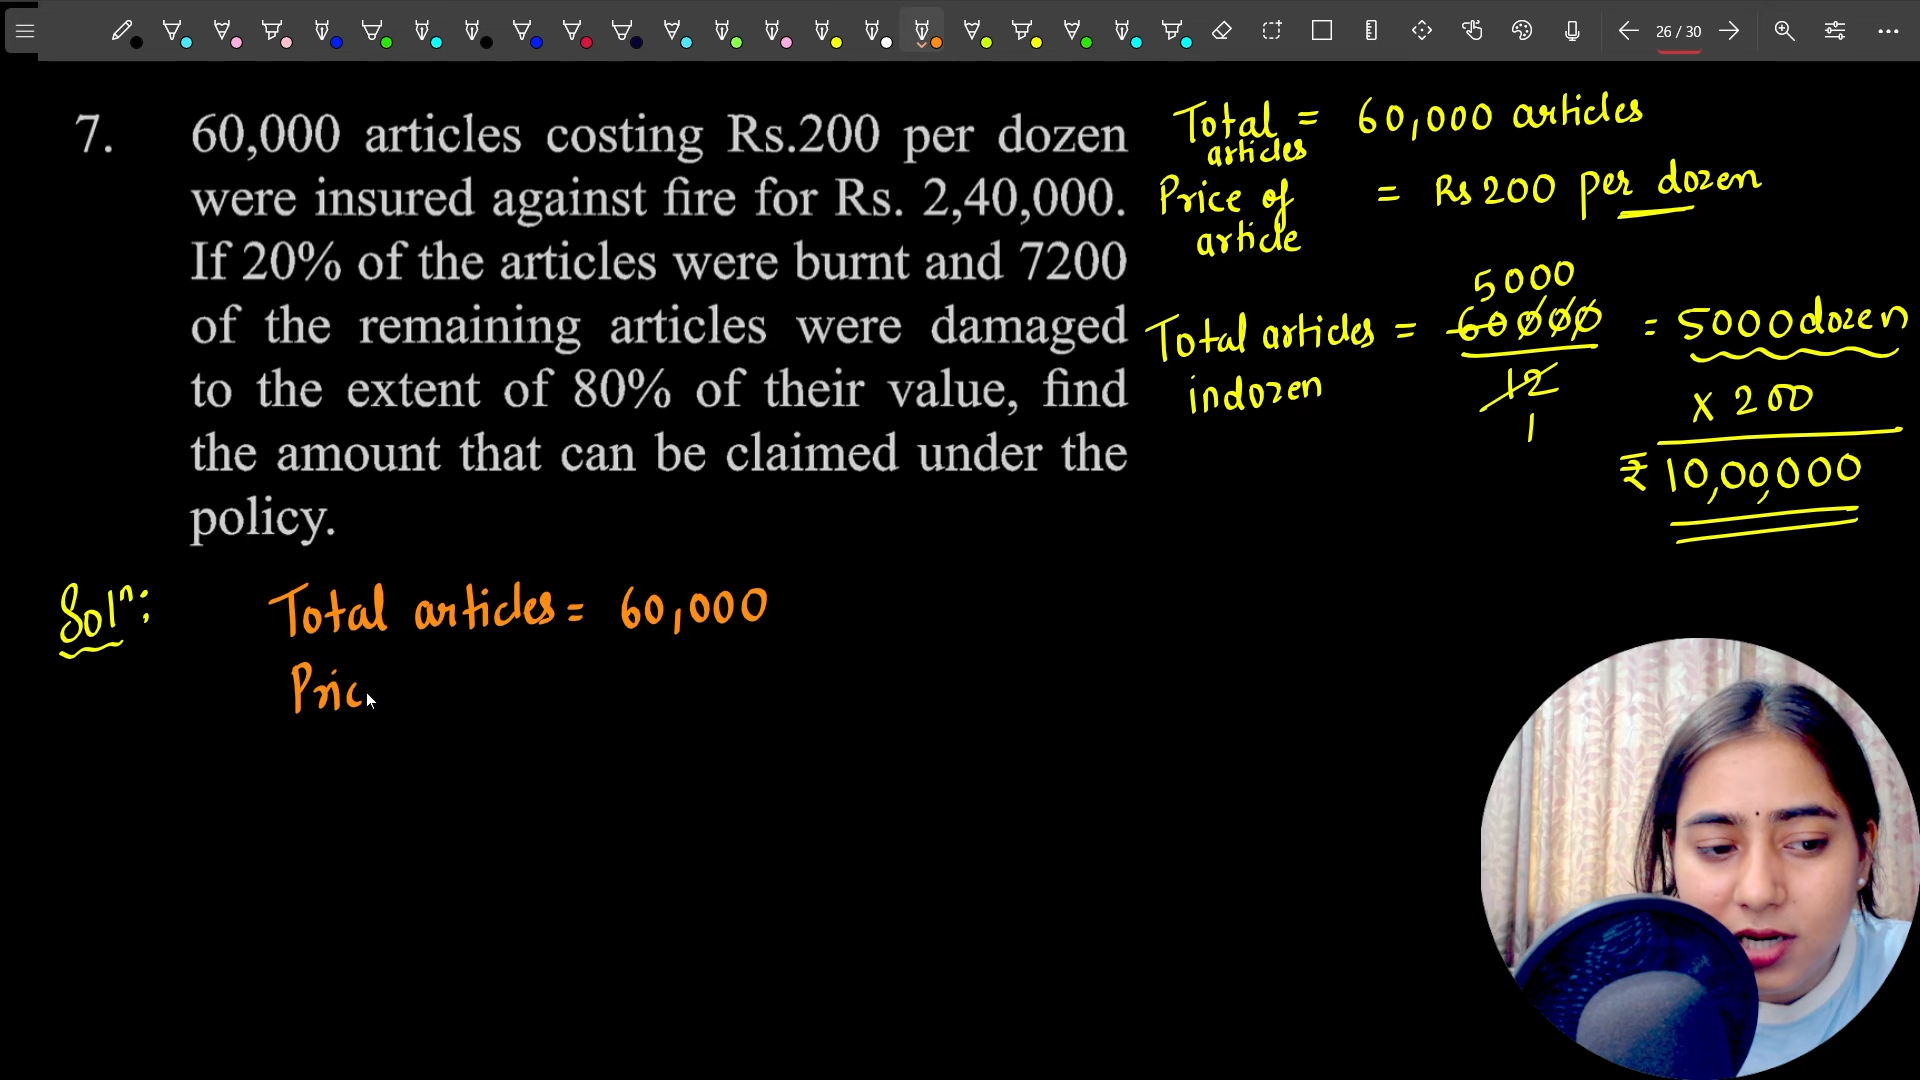 26 / 30
7. 60,000 articles costing Rs.200 per dozen
were insured against fire for Rs. 2,40,000.
If 20% of the articles were burnt and 7200
of the remaining articles were damaged
to the extent of 80% of their value, find
the amount that can be claimed under the
policy.
Total articles = 60,000 articles
Price of article = Rs 200 per dozen
5000
Total articles = 60000 = 5000 dozen
in dozen 12 x 200
1
₹ 10,00,000
Solⁿ:
Total articles = 60,000
Pric